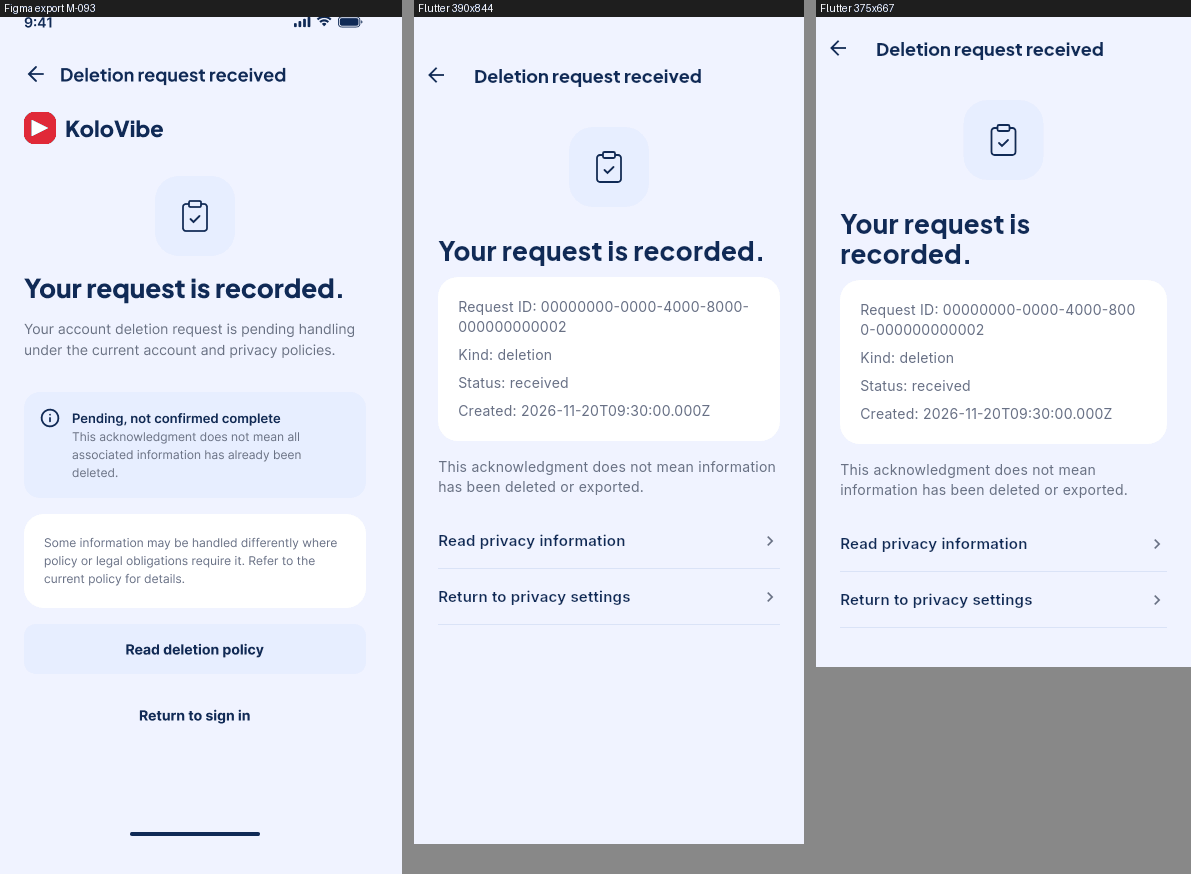 Figma export M-093
9:41
Deletion request received
KoloVibe
Your request is recorded.
Your account deletion request is pending handling
under the current account and privacy policies.
Pending, not confirmed complete
This acknowledgment does not mean all
associated information has already been
deleted.
Some information may be handled differently where
policy or legal obligations require it. Refer to the
current policy for details.
Read deletion policy
Return to sign in
Flutter 390x844
Deletion request received
Your request is recorded.
Request ID: 00000000-0000-4000-8000-
000000000002
Kind: deletion
Status: received
Created: 2026-11-20T09:30:00.000Z
This acknowledgment does not mean information
has been deleted or exported.
Read privacy information
Return to privacy settings
Flutter 375x667
Deletion request received
Your request is
recorded.
Request ID: 00000000-0000-4000-800
0-000000000002
Kind: deletion
Status: received
Created: 2026-11-20T09:30:00.000Z
This acknowledgment does not mean
information has been deleted or exported.
Read privacy information
Return to privacy settings